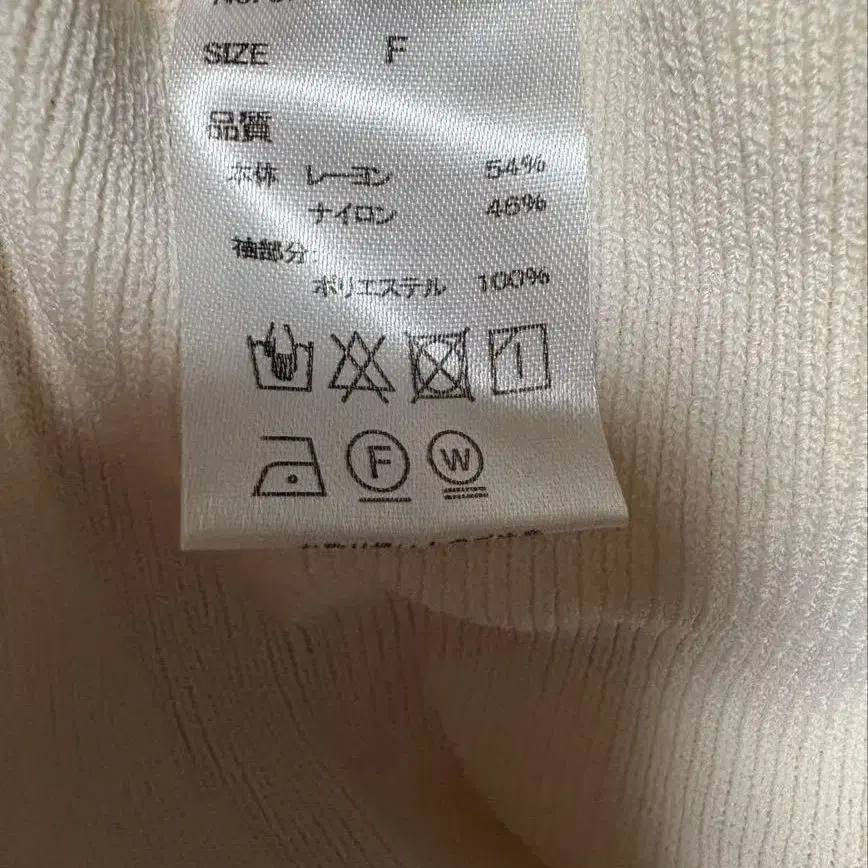 SIZE F
品質
本体 レーヨン 54%
ナイロン 46%
袖部分
ポリエステル 100%
F
W